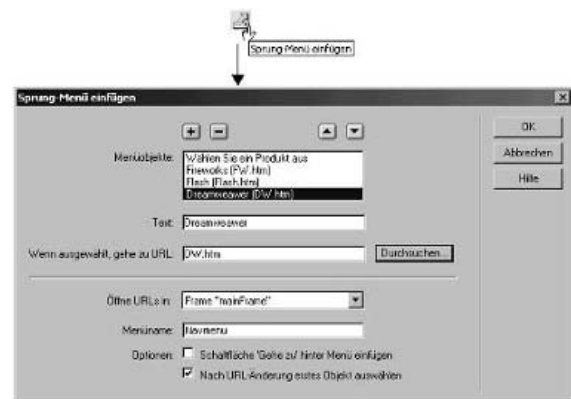 Sprung-Menü einfügen
Sprung-Menü einfügen
Menüobjekte:
Wählen Sie ein Produkt aus
Fireworks (FW.htm)
Flash (Flash.htm)
Dreamweawer (DW.htm)
Text: Dreamweawer
Wenn ausgewählt, gehe zu URL: DW.htm Durchsuchen...
Öffne URLs in: Frame "mainFrame"
Menüname: Navmenu
Optionen: Schaltfläche 'Gehe zu' hinter Menü einfügen
Nach URL-Änderung erstes Objekt auswählen
OK
Abbrechen
Hilfe